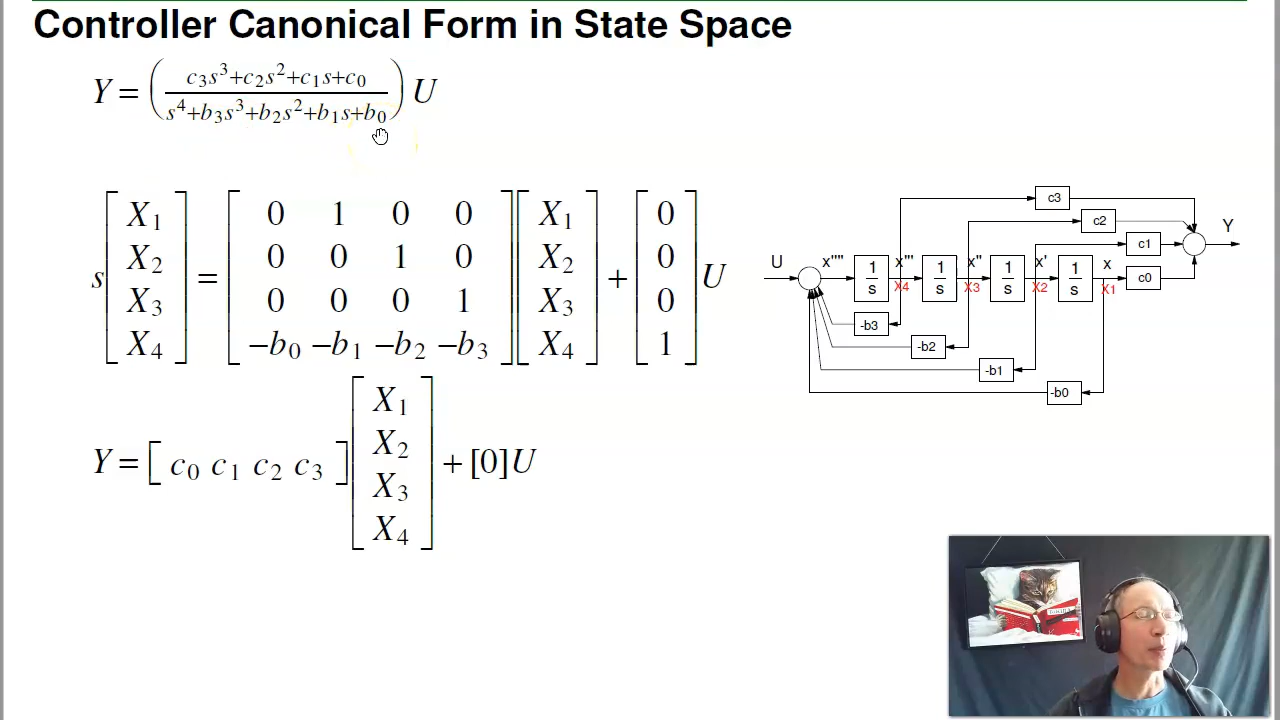 Controller Canonical Form in State Space
Y = ( c3s^3+c2s^2+c1s+c0 / s^4+b3s^3+b2s^2+b1s+b0 ) U
s [ X1 X2 X3 X4 ] = [ 0 1 0 0 ; 0 0 1 0 ; 0 0 0 1 ; −b0 −b1 −b2 −b3 ] [ X1 X2 X3 X4 ] + [ 0 0 0 1 ] U
Y = [ c0 c1 c2 c3 ] [ X1 X2 X3 X4 ] + [0]U
c3
c2
c1
Y
U x'''' 1/s x''' 1/s x'' 1/s x' 1/s x c0
X4 X3 X2 X1
-b3
-b2
-b1
-b0